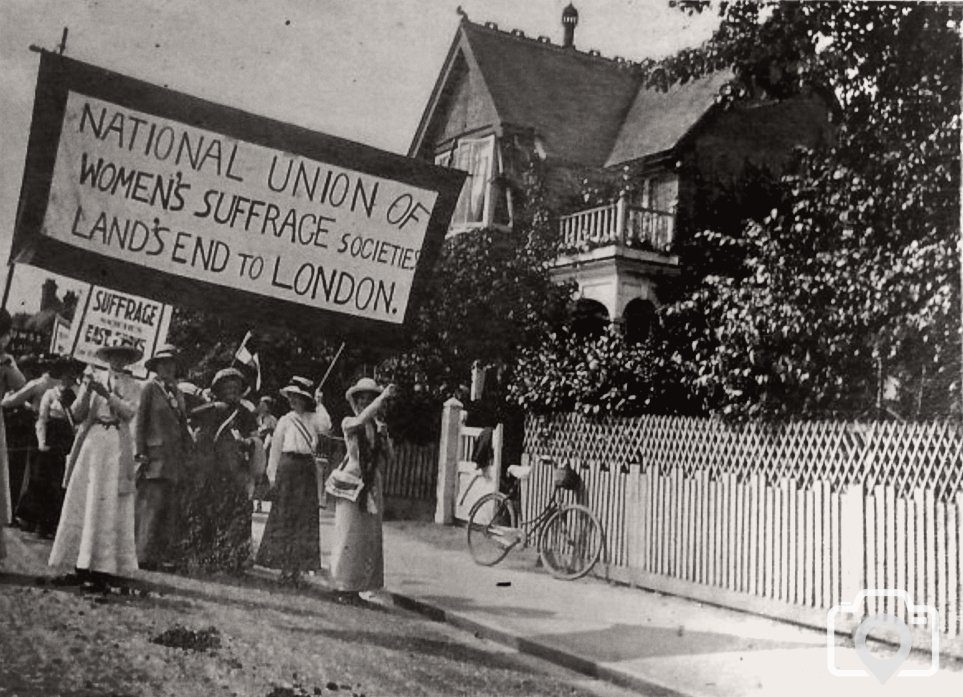 NATIONAL UNION OF
WOMEN'S SUFFRAGE SOCIETIES
LAND'S END TO LONDON.
SUFFRAGE